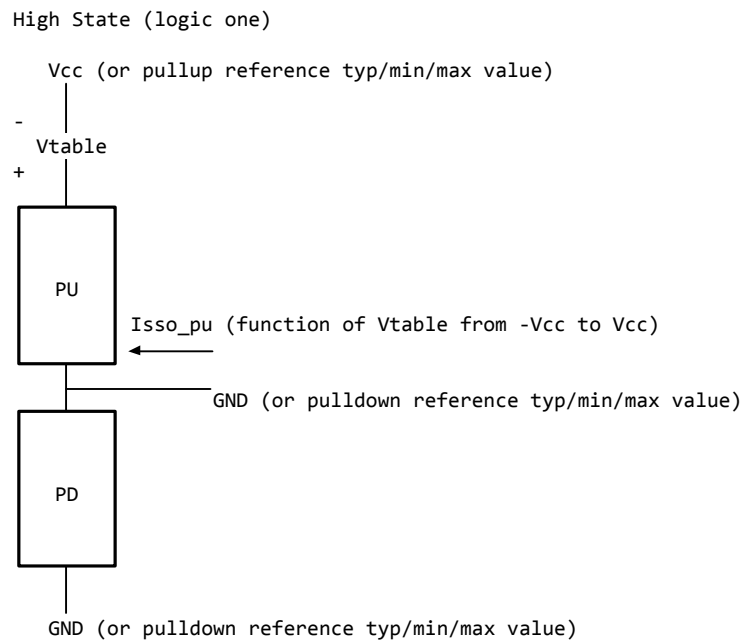 High State (logic one)
Vcc (or pullup reference typ/min/max value)
-
Vtable
+
PU
Isso_pu (function of Vtable from -Vcc to Vcc)
GND (or pulldown reference typ/min/max value)
PD
GND (or pulldown reference typ/min/max value)